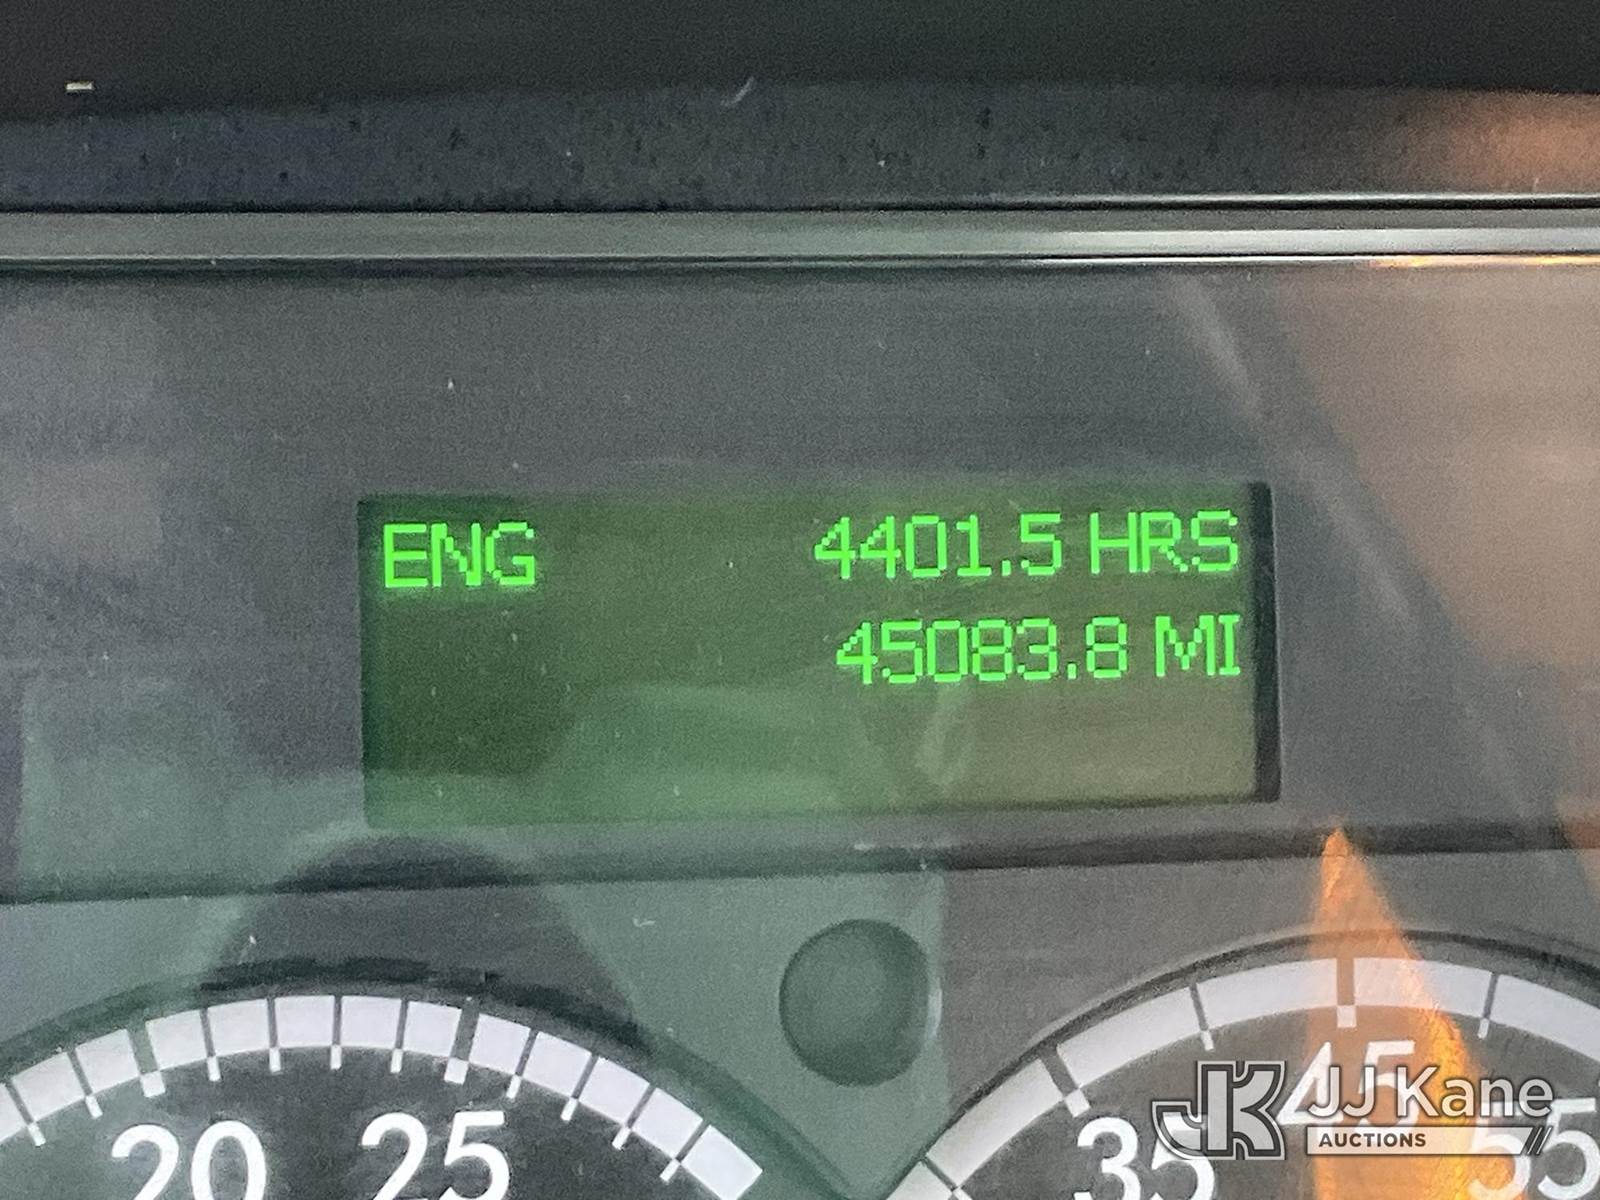 ENG 4401.5 HRS
45083.8 MI
20 25 35 45 55
JJ Kane
AUCTIONS